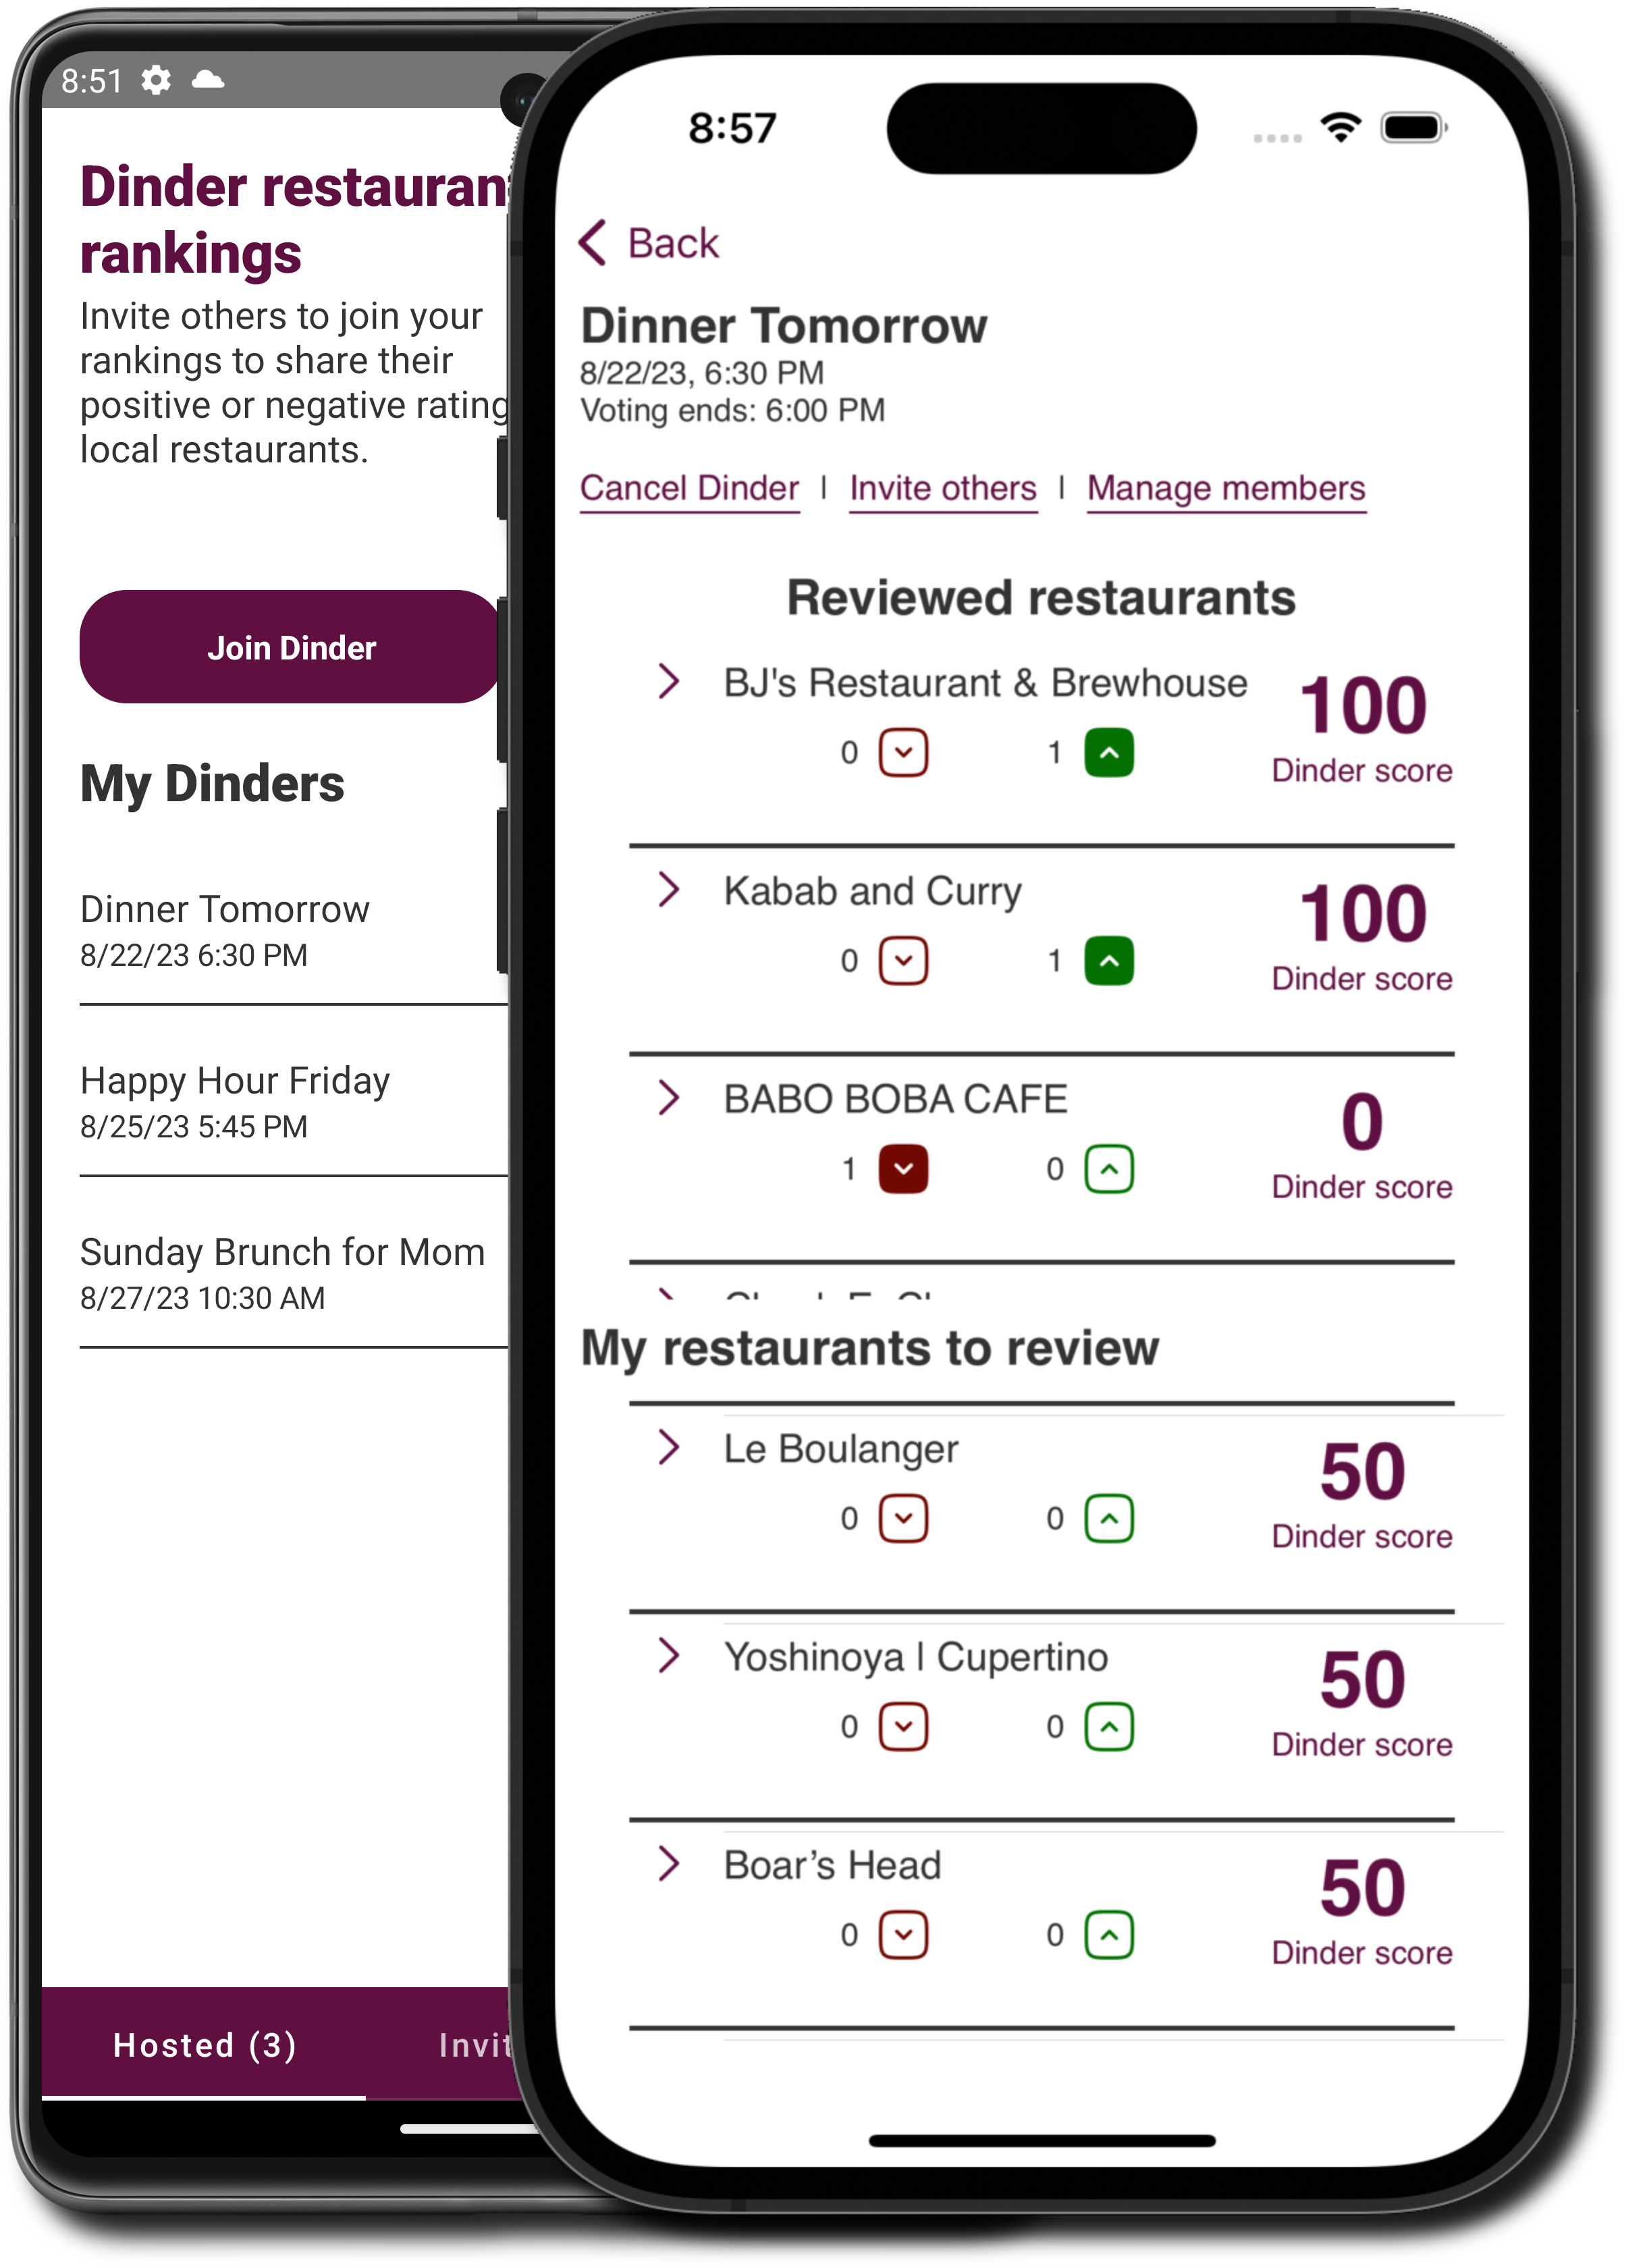 8:51
Dinder restauran
rankings
Invite others to join your
rankings to share their
positive or negative rating
local restaurants.
Join Dinder
My Dinders
Dinner Tomorrow
8/22/23 6:30 PM
Happy Hour Friday
8/25/23 5:45 PM
Sunday Brunch for Mom
8/27/23 10:30 AM
Hosted (3)
8:57
Back
Dinner Tomorrow
8/22/23, 6:30 PM
Voting ends: 6:00 PM
Cancel Dinder | Invite others | Manage members
Reviewed restaurants
BJ's Restaurant & Brewhouse
0 1
100
Dinder score
Kabab and Curry
0 1
100
Dinder score
BABO BOBA CAFE
1 0
0
Dinder score
My restaurants to review
Le Boulanger
0 0
50
Dinder score
Yoshinoya | Cupertino
0 0
50
Dinder score
Boar’s Head
0 0
50
Dinder score